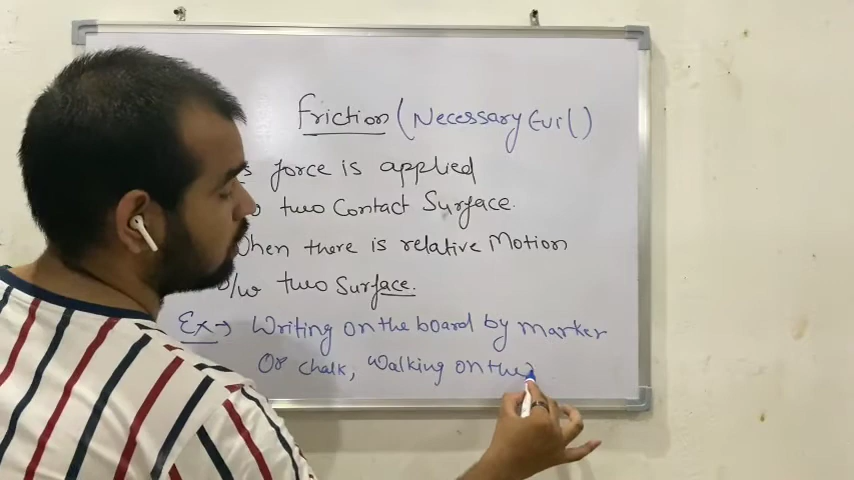 Friction (Necessary Evil)
force is applied
two Contact Surface.
When there is relative Motion
b/w two Surface.
Ex→ Writing on the board by marker
Or chalk, Walking on the